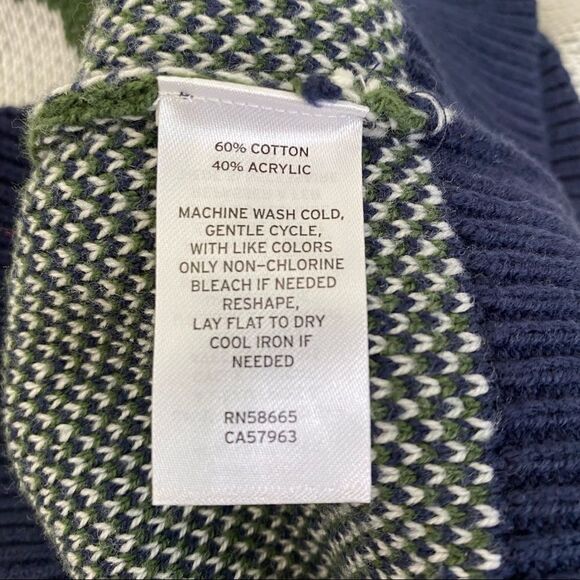 60% COTTON
40% ACRYLIC
MACHINE WASH COLD,
GENTLE CYCLE,
WITH LIKE COLORS
ONLY NON-CHLORINE
BLEACH IF NEEDED
RESHAPE,
LAY FLAT TO DRY
COOL IRON IF
NEEDED
RN58665
CA57963